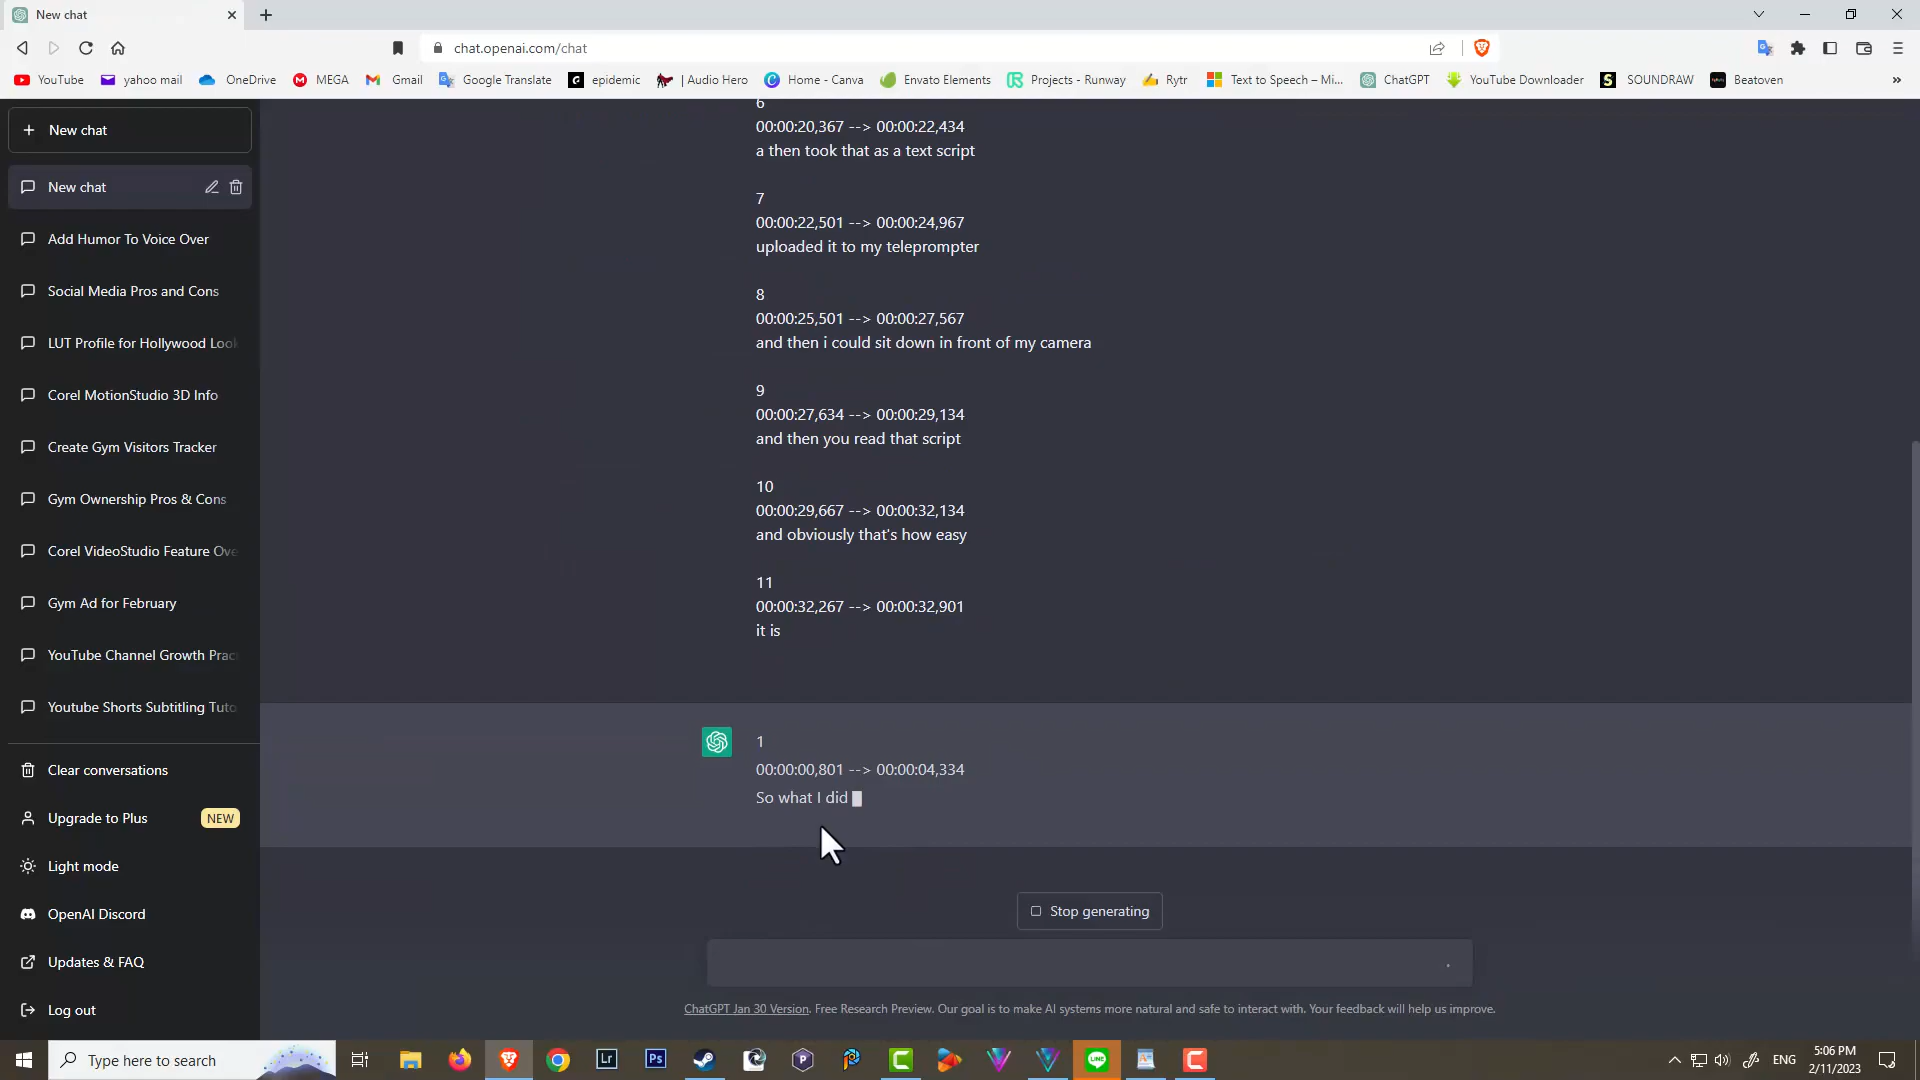 New chat
chat.openai.com/chat
YouTube
yahoo mail
OneDrive
MEGA
Gmail
Google Translate
epidemic
| Audio Hero
Home - Canva
Envato Elements
Projects - Runway
Rytr
Text to Speech – Mi...
ChatGPT
YouTube Downloader
SOUNDRAW
Beatoven
»
+ New chat
New chat
Add Humor To Voice Over
Social Media Pros and Cons
LUT Profile for Hollywood Look
Corel MotionStudio 3D Info
Create Gym Visitors Tracker
Gym Ownership Pros & Cons
Corel VideoStudio Feature Ove
Gym Ad for February
YouTube Channel Growth Prac
Youtube Shorts Subtitling Tuto
Clear conversations
Upgrade to Plus NEW
Light mode
OpenAI Discord
Updates & FAQ
Log out
6
00:00:20,367 --> 00:00:22,434
a then took that as a text script
7
00:00:22,501 --> 00:00:24,967
uploaded it to my teleprompter
8
00:00:25,501 --> 00:00:27,567
and then i could sit down in front of my camera
9
00:00:27,634 --> 00:00:29,134
and then you read that script
10
00:00:29,667 --> 00:00:32,134
and obviously that's how easy
11
00:00:32,267 --> 00:00:32,901
it is
1
00:00:00,801 --> 00:00:04,334
So what I did
Stop generating
ChatGPT Jan 30 Version. Free Research Preview. Our goal is to make AI systems more natural and safe to interact with. Your feedback will help us improve.
Type here to search
Lr
Ps
ENG
5:06 PM
2/11/2023